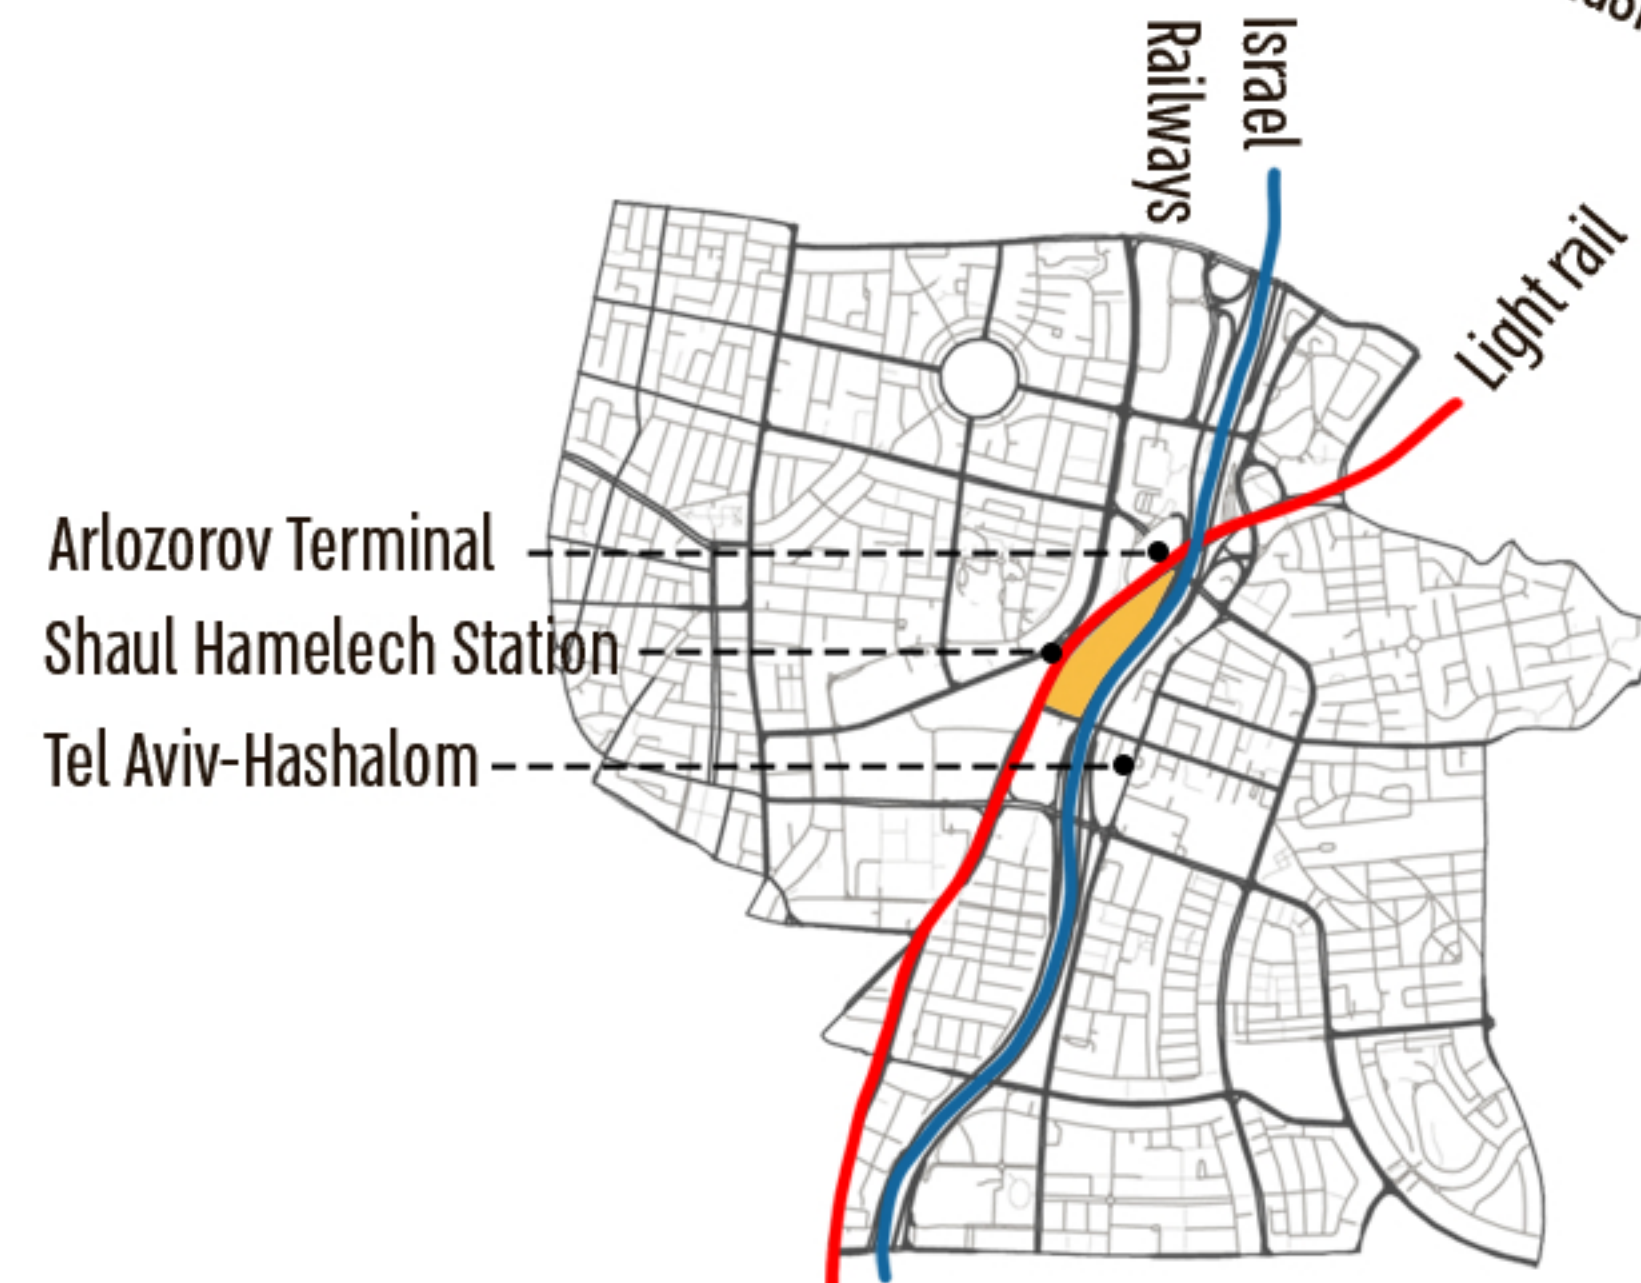 Israel
Railways
Light rail
Arlozorov Terminal
Shaul Hamelech Station
Tel Aviv-Hashalom